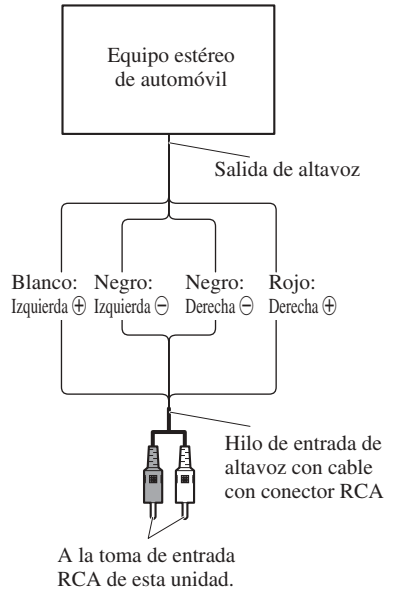 Equipo estéreo
de automóvil
Salida de altavoz
Blanco: Negro: Negro: Rojo:
Izquierda ⊕ Izquierda ⊖ Derecha ⊖ Derecha ⊕
Hilo de entrada de
altavoz con cable
con conector RCA
A la toma de entrada
RCA de esta unidad.